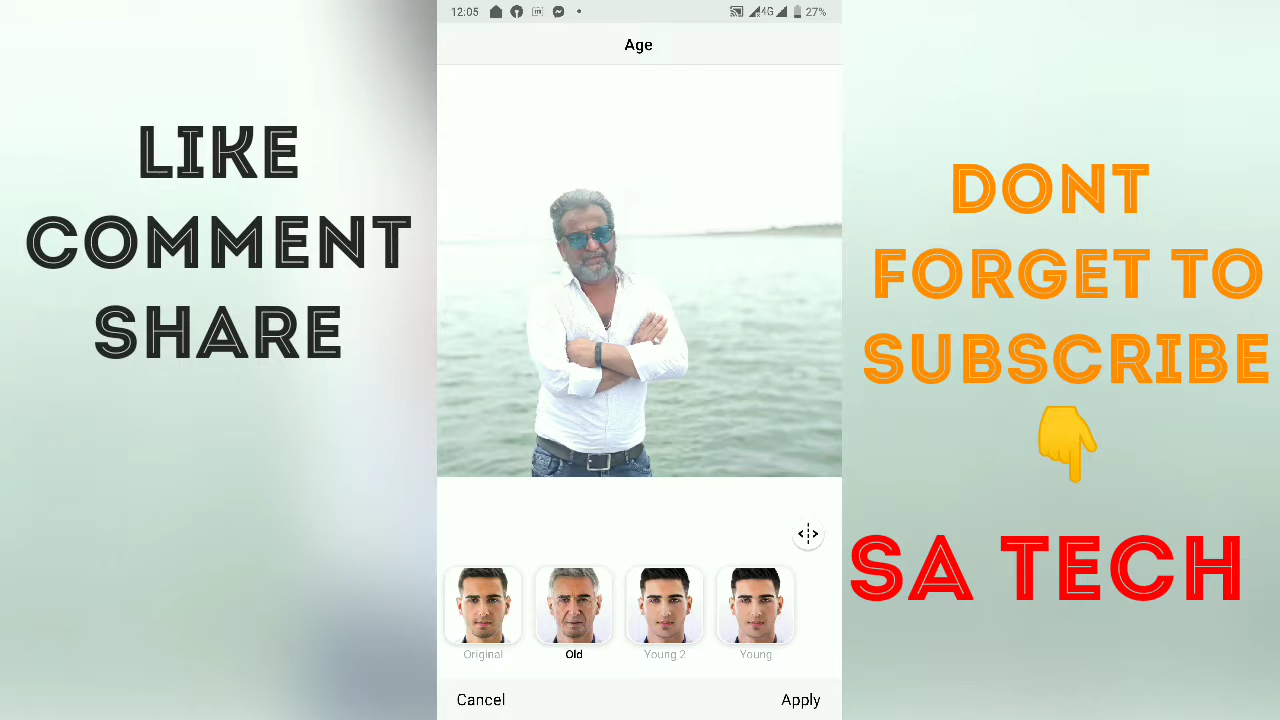 12:05
4G
27%
Age
LIKE
COMMENT
SHARE
DONT
FORGET TO
SUBSCRIBE
SA TECH
Original
Old
Young 2
Young
Cancel
Apply